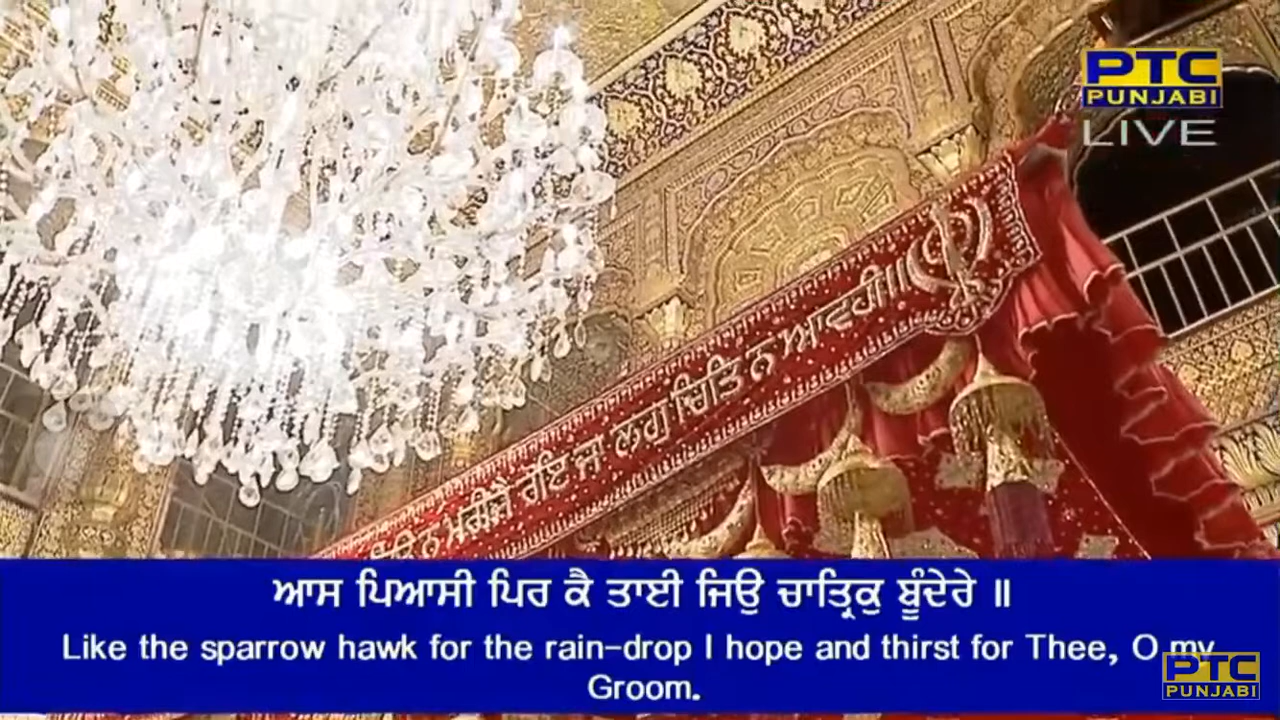 PTC
PUNJABI
LIVE
ਚਿਤਿ ਨ ਆਵਹੀ॥
ਆਸ ਪਿਆਸੀ ਪਿਰ ਕੈ ਤਾਈ ਜਿਉ ਚਾਤ੍ਰਿਕੁ ਬੂੰਦੇਰੇ ॥
Like the sparrow hawk for the rain-drop I hope and thirst for Thee, O my
Groom.
PTC
PUNJABI